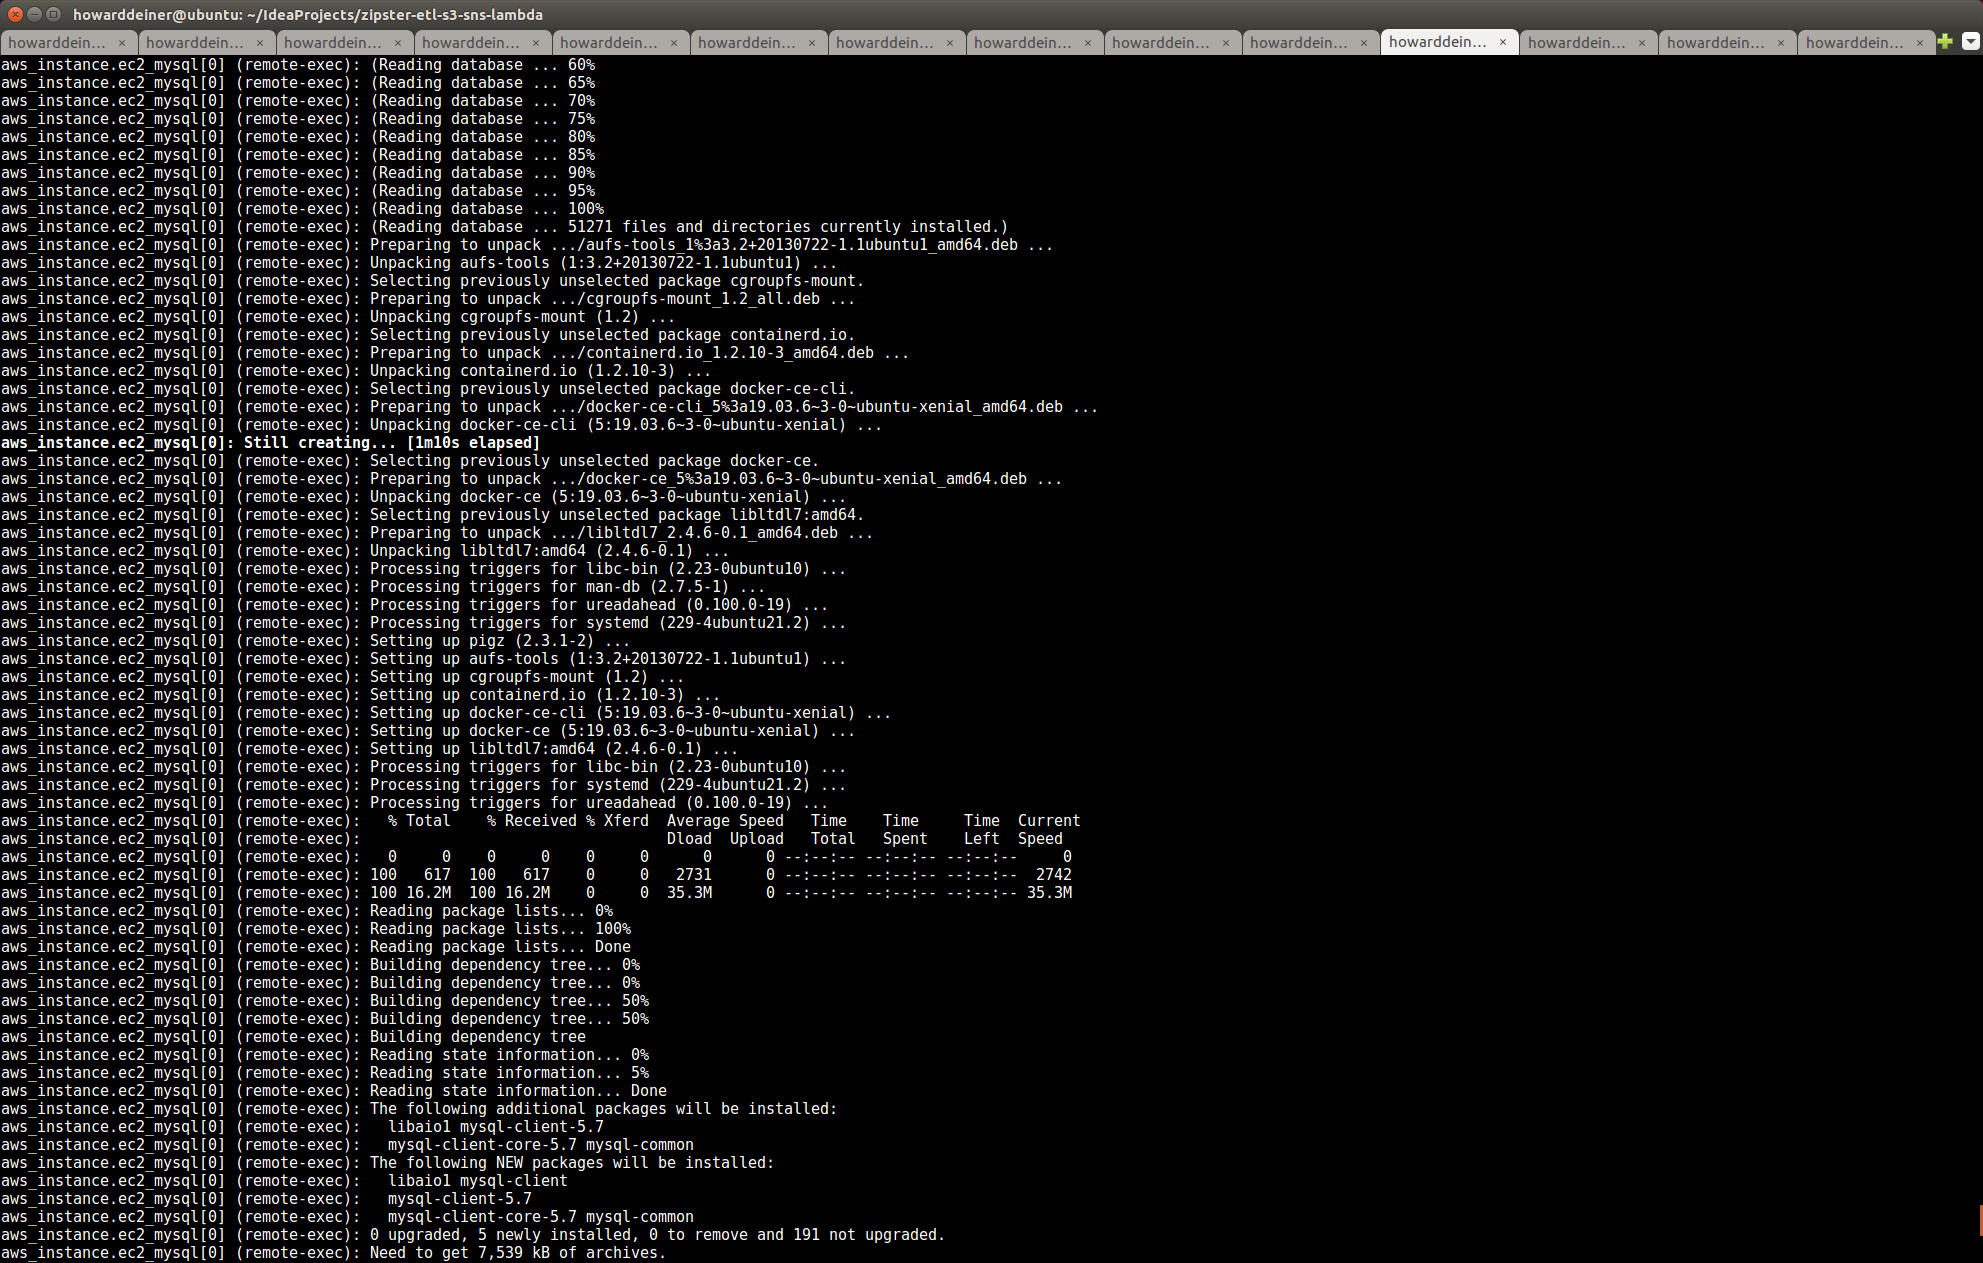 howarddeiner@ubuntu: ~/IdeaProjects/zipster-etl-s3-sns-lambda
howarddein... × howarddein... × howarddein... × howarddein... × howarddein... × howarddein... × howarddein... × howarddein... × howarddein... × howarddein... × howarddein... × howarddein... × howarddein... × howarddein... ×
aws_instance.ec2_mysql[0] (remote-exec): (Reading database ... 60%
aws_instance.ec2_mysql[0] (remote-exec): (Reading database ... 65%
aws_instance.ec2_mysql[0] (remote-exec): (Reading database ... 70%
aws_instance.ec2_mysql[0] (remote-exec): (Reading database ... 75%
aws_instance.ec2_mysql[0] (remote-exec): (Reading database ... 80%
aws_instance.ec2_mysql[0] (remote-exec): (Reading database ... 85%
aws_instance.ec2_mysql[0] (remote-exec): (Reading database ... 90%
aws_instance.ec2_mysql[0] (remote-exec): (Reading database ... 95%
aws_instance.ec2_mysql[0] (remote-exec): (Reading database ... 100%
aws_instance.ec2_mysql[0] (remote-exec): (Reading database ... 51271 files and directories currently installed.)
aws_instance.ec2_mysql[0] (remote-exec): Preparing to unpack .../aufs-tools_1%3a3.2+20130722-1.1ubuntu1_amd64.deb ...
aws_instance.ec2_mysql[0] (remote-exec): Unpacking aufs-tools (1:3.2+20130722-1.1ubuntu1) ...
aws_instance.ec2_mysql[0] (remote-exec): Selecting previously unselected package cgroupfs-mount.
aws_instance.ec2_mysql[0] (remote-exec): Preparing to unpack .../cgroupfs-mount_1.2_all.deb ...
aws_instance.ec2_mysql[0] (remote-exec): Unpacking cgroupfs-mount (1.2) ...
aws_instance.ec2_mysql[0] (remote-exec): Selecting previously unselected package containerd.io.
aws_instance.ec2_mysql[0] (remote-exec): Preparing to unpack .../containerd.io_1.2.10-3_amd64.deb ...
aws_instance.ec2_mysql[0] (remote-exec): Unpacking containerd.io (1.2.10-3) ...
aws_instance.ec2_mysql[0] (remote-exec): Selecting previously unselected package docker-ce-cli.
aws_instance.ec2_mysql[0] (remote-exec): Preparing to unpack .../docker-ce-cli_5%3a19.03.6~3-0~ubuntu-xenial_amd64.deb ...
aws_instance.ec2_mysql[0] (remote-exec): Unpacking docker-ce-cli (5:19.03.6~3-0~ubuntu-xenial) ...
aws_instance.ec2_mysql[0]: Still creating... [1m10s elapsed]
aws_instance.ec2_mysql[0] (remote-exec): Selecting previously unselected package docker-ce.
aws_instance.ec2_mysql[0] (remote-exec): Preparing to unpack .../docker-ce_5%3a19.03.6~3-0~ubuntu-xenial_amd64.deb ...
aws_instance.ec2_mysql[0] (remote-exec): Unpacking docker-ce (5:19.03.6~3-0~ubuntu-xenial) ...
aws_instance.ec2_mysql[0] (remote-exec): Selecting previously unselected package libltdl7:amd64.
aws_instance.ec2_mysql[0] (remote-exec): Preparing to unpack .../libltdl7_2.4.6-0.1_amd64.deb ...
aws_instance.ec2_mysql[0] (remote-exec): Unpacking libltdl7:amd64 (2.4.6-0.1) ...
aws_instance.ec2_mysql[0] (remote-exec): Processing triggers for libc-bin (2.23-0ubuntu10) ...
aws_instance.ec2_mysql[0] (remote-exec): Processing triggers for man-db (2.7.5-1) ...
aws_instance.ec2_mysql[0] (remote-exec): Processing triggers for ureadahead (0.100.0-19) ...
aws_instance.ec2_mysql[0] (remote-exec): Processing triggers for systemd (229-4ubuntu21.2) ...
aws_instance.ec2_mysql[0] (remote-exec): Setting up pigz (2.3.1-2) ...
aws_instance.ec2_mysql[0] (remote-exec): Setting up aufs-tools (1:3.2+20130722-1.1ubuntu1) ...
aws_instance.ec2_mysql[0] (remote-exec): Setting up cgroupfs-mount (1.2) ...
aws_instance.ec2_mysql[0] (remote-exec): Setting up containerd.io (1.2.10-3) ...
aws_instance.ec2_mysql[0] (remote-exec): Setting up docker-ce-cli (5:19.03.6~3-0~ubuntu-xenial) ...
aws_instance.ec2_mysql[0] (remote-exec): Setting up docker-ce (5:19.03.6~3-0~ubuntu-xenial) ...
aws_instance.ec2_mysql[0] (remote-exec): Setting up libltdl7:amd64 (2.4.6-0.1) ...
aws_instance.ec2_mysql[0] (remote-exec): Processing triggers for libc-bin (2.23-0ubuntu10) ...
aws_instance.ec2_mysql[0] (remote-exec): Processing triggers for systemd (229-4ubuntu21.2) ...
aws_instance.ec2_mysql[0] (remote-exec): Processing triggers for ureadahead (0.100.0-19) ...
aws_instance.ec2_mysql[0] (remote-exec):   % Total    % Received % Xferd  Average Speed   Time    Time     Time  Current
aws_instance.ec2_mysql[0] (remote-exec):                                  Dload  Upload   Total   Spent    Left  Speed
aws_instance.ec2_mysql[0] (remote-exec):   0     0    0     0    0     0      0      0 --:--:-- --:--:-- --:--:--     0
aws_instance.ec2_mysql[0] (remote-exec): 100   617  100   617    0     0   2731      0 --:--:-- --:--:-- --:--:--  2742
aws_instance.ec2_mysql[0] (remote-exec): 100 16.2M  100 16.2M    0     0  35.3M      0 --:--:-- --:--:-- --:--:-- 35.3M
aws_instance.ec2_mysql[0] (remote-exec): Reading package lists... 0%
aws_instance.ec2_mysql[0] (remote-exec): Reading package lists... 100%
aws_instance.ec2_mysql[0] (remote-exec): Reading package lists... Done
aws_instance.ec2_mysql[0] (remote-exec): Building dependency tree... 0%
aws_instance.ec2_mysql[0] (remote-exec): Building dependency tree... 0%
aws_instance.ec2_mysql[0] (remote-exec): Building dependency tree... 50%
aws_instance.ec2_mysql[0] (remote-exec): Building dependency tree... 50%
aws_instance.ec2_mysql[0] (remote-exec): Building dependency tree
aws_instance.ec2_mysql[0] (remote-exec): Reading state information... 0%
aws_instance.ec2_mysql[0] (remote-exec): Reading state information... 5%
aws_instance.ec2_mysql[0] (remote-exec): Reading state information... Done
aws_instance.ec2_mysql[0] (remote-exec): The following additional packages will be installed:
aws_instance.ec2_mysql[0] (remote-exec):   libaio1 mysql-client-5.7
aws_instance.ec2_mysql[0] (remote-exec):   mysql-client-core-5.7 mysql-common
aws_instance.ec2_mysql[0] (remote-exec): The following NEW packages will be installed:
aws_instance.ec2_mysql[0] (remote-exec):   libaio1 mysql-client
aws_instance.ec2_mysql[0] (remote-exec):   mysql-client-5.7
aws_instance.ec2_mysql[0] (remote-exec):   mysql-client-core-5.7 mysql-common
aws_instance.ec2_mysql[0] (remote-exec): 0 upgraded, 5 newly installed, 0 to remove and 191 not upgraded.
aws_instance.ec2_mysql[0] (remote-exec): Need to get 7,539 kB of archives.